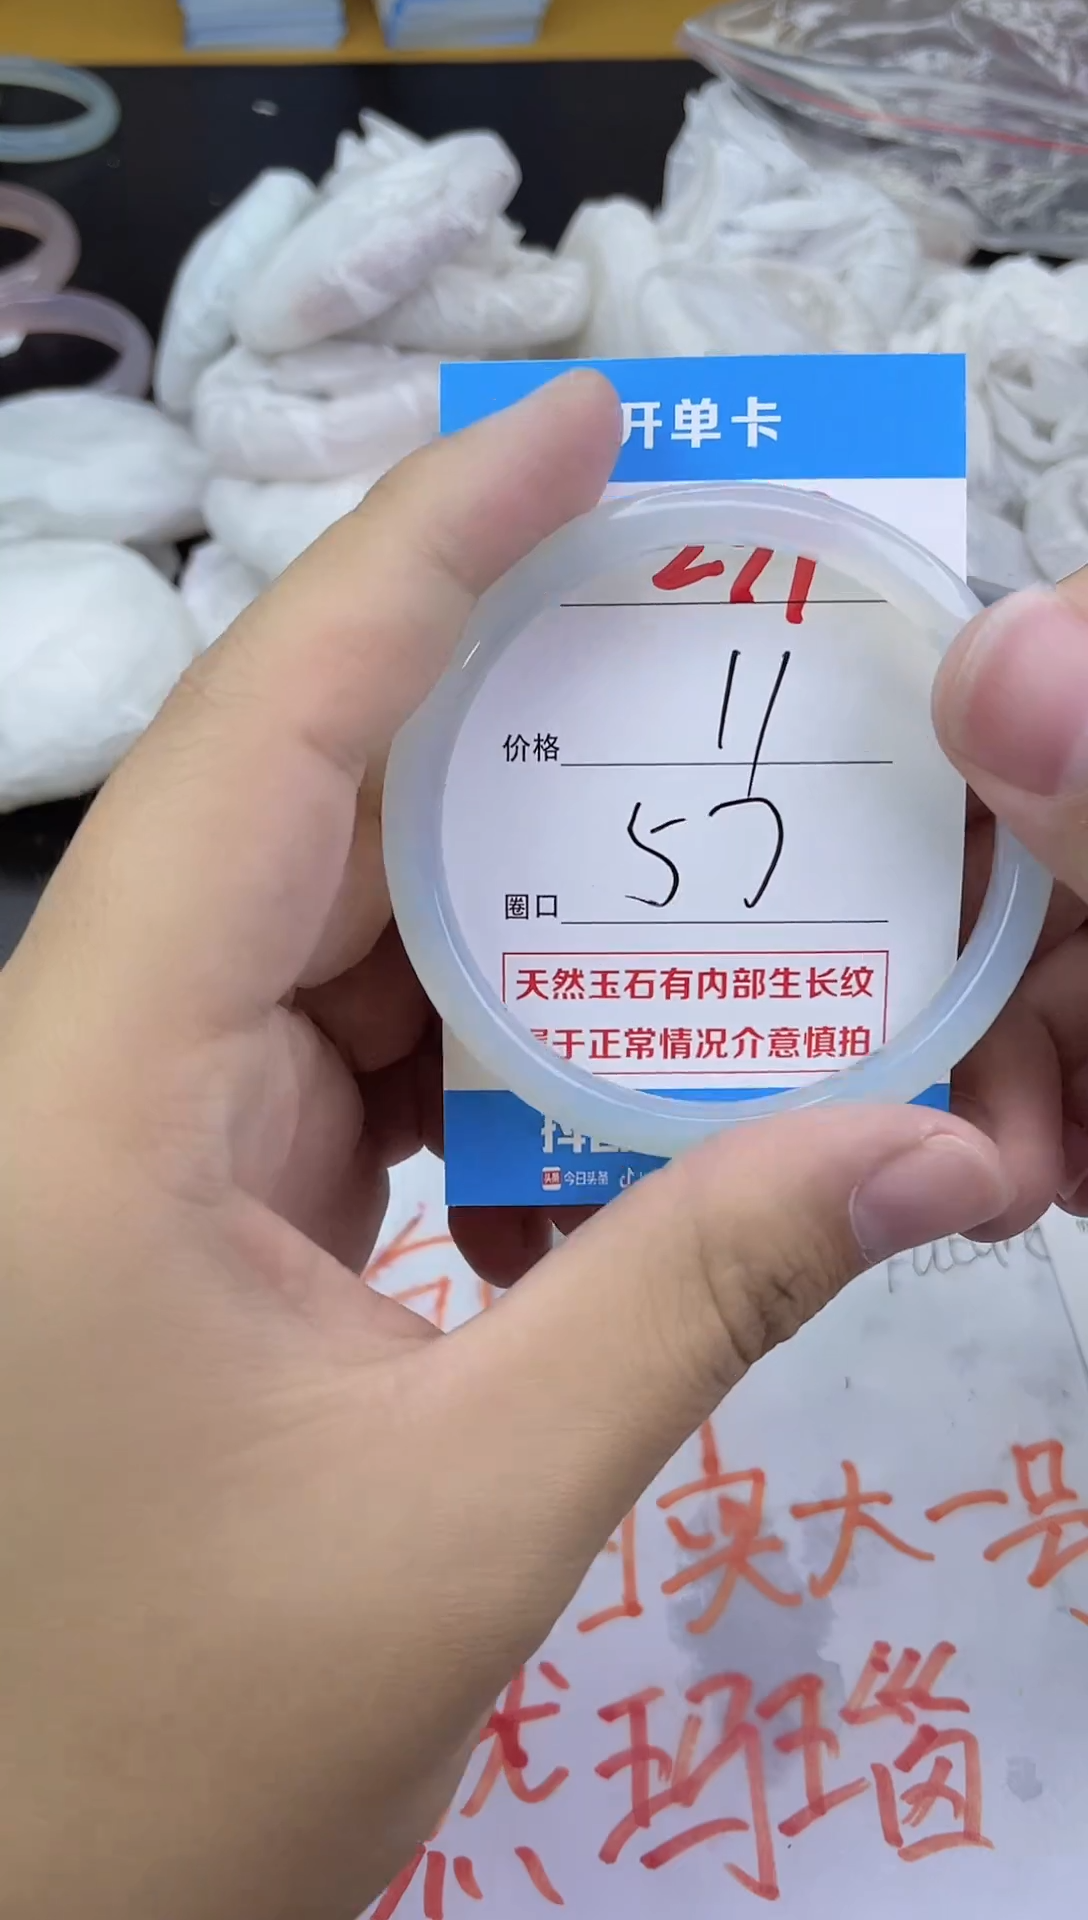 开单卡
价格 11
圈口 57
天然玉石有内部生长纹
于正常情况介意慎拍
今日头条
实大一号
然玛瑙